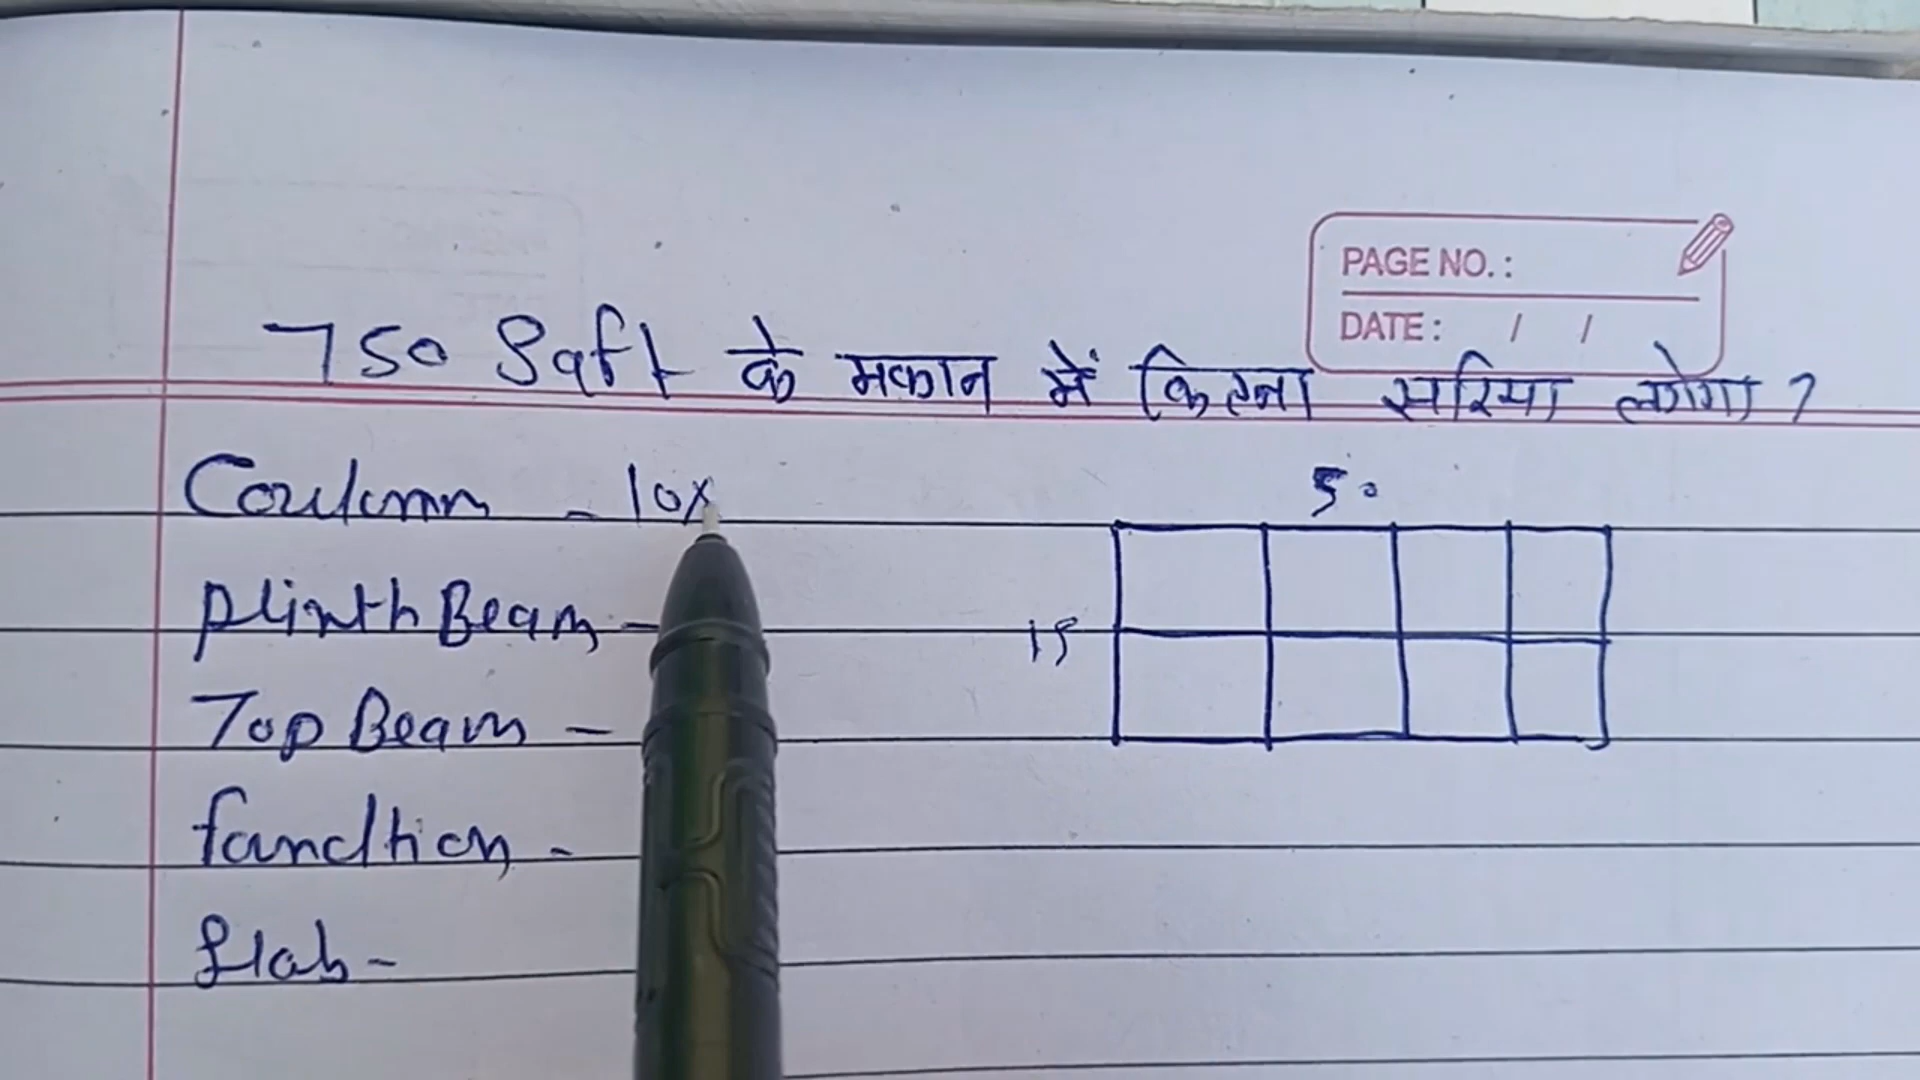 PAGE NO. :
DATE : / /
750 Sqft के मकान में कितना सरिया लगेगा ?
Coulumn - 10x
50
Plinth Beam -
15
Top Beam -
fandtion -
Slab -